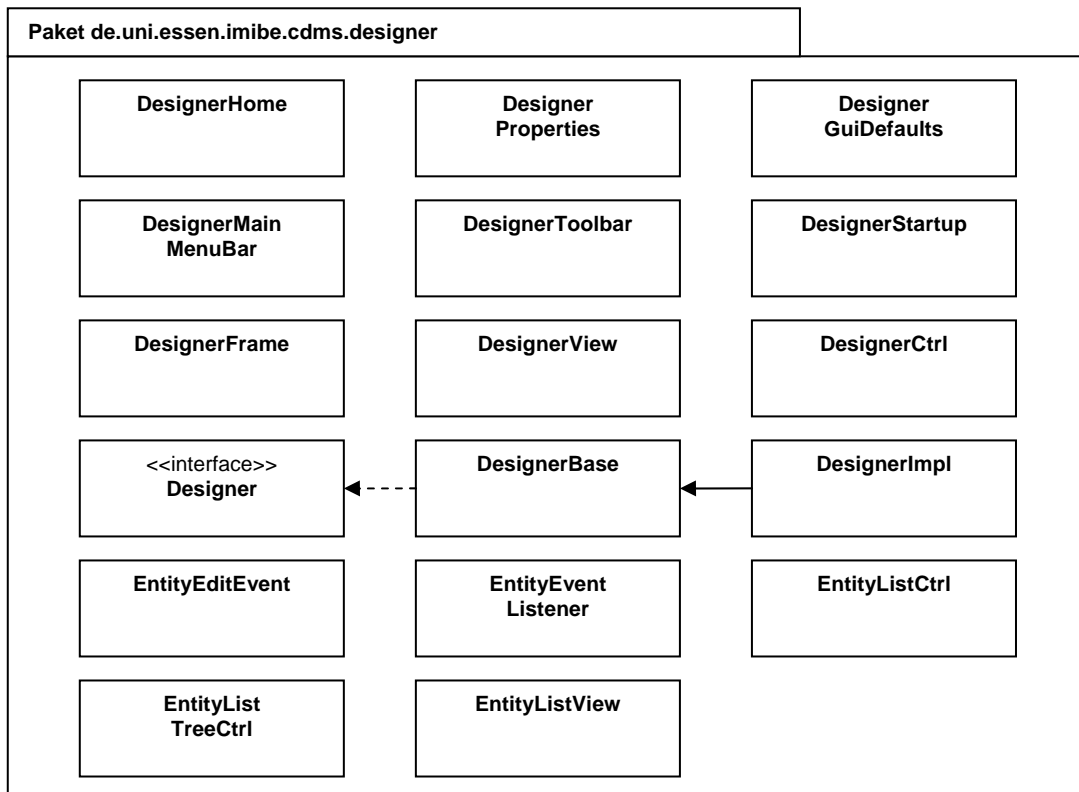 Paket de.uni.essen.imibe.cdms.designer
DesignerHome
Designer
Properties
Designer
GuiDefaults
DesignerMain
MenuBar
DesignerToolbar
DesignerStartup
DesignerFrame
DesignerView
DesignerCtrl
<<interface>>
Designer
DesignerBase
DesignerImpl
EntityEditEvent
EntityEvent
Listener
EntityListCtrl
EntityList
TreeCtrl
EntityListView